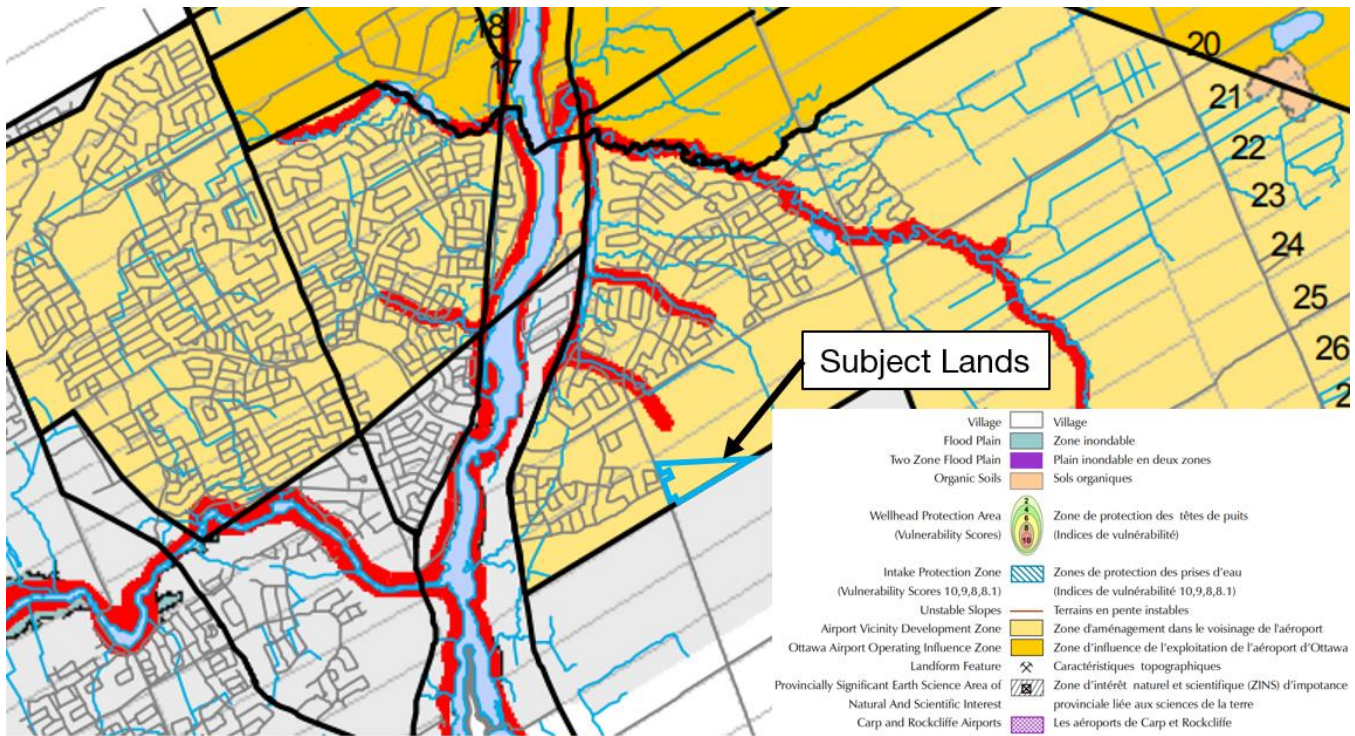 18
17
20
21
22
23
24
25
26
2
Subject Lands
Village Village
Flood Plain Zone inondable
Two Zone Flood Plain Plain inondable en deux zones
Organic Soils Sols organiques
2
4
6
8
10
Wellhead Protection Area Zone de protection des têtes de puits
(Vulnerability Scores) (Indices de vulnérabilité)
Intake Protection Zone Zones de protection des prises d'eau
(Vulnerability Scores 10,9,8,8.1) (Indices de vulnérabilité 10,9,8,8.1)
Unstable Slopes Terrains en pente instables
Airport Vicinity Development Zone Zone d'aménagement dans le voisinage de l'aéroport
Ottawa Airport Operating Influence Zone Zone d'influence de l'exploitation de l'aéroport d'Ottawa
Landform Feature Caractéristiques topographiques
Provincially Significant Earth Science Area of Zone d'intérêt naturel et scientifique (ZINS) d'impotance
Natural And Scientific Interest provinciale liée aux sciences de la terre
Carp and Rockcliffe Airports Les aéroports de Carp et Rockliffe